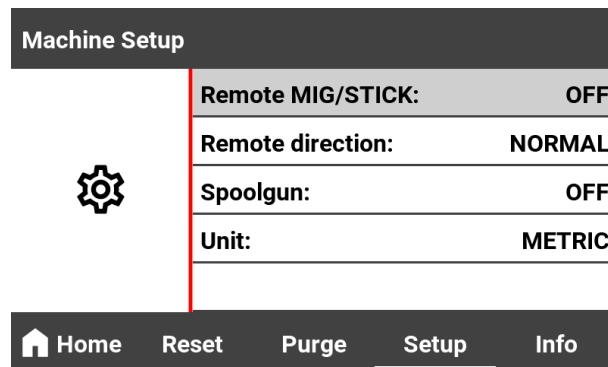 Machine Setup
Remote MIG/STICK: OFF
Remote direction: NORMAL
Spoolgun: OFF
Unit: METRIC
Home Reset Purge Setup Info